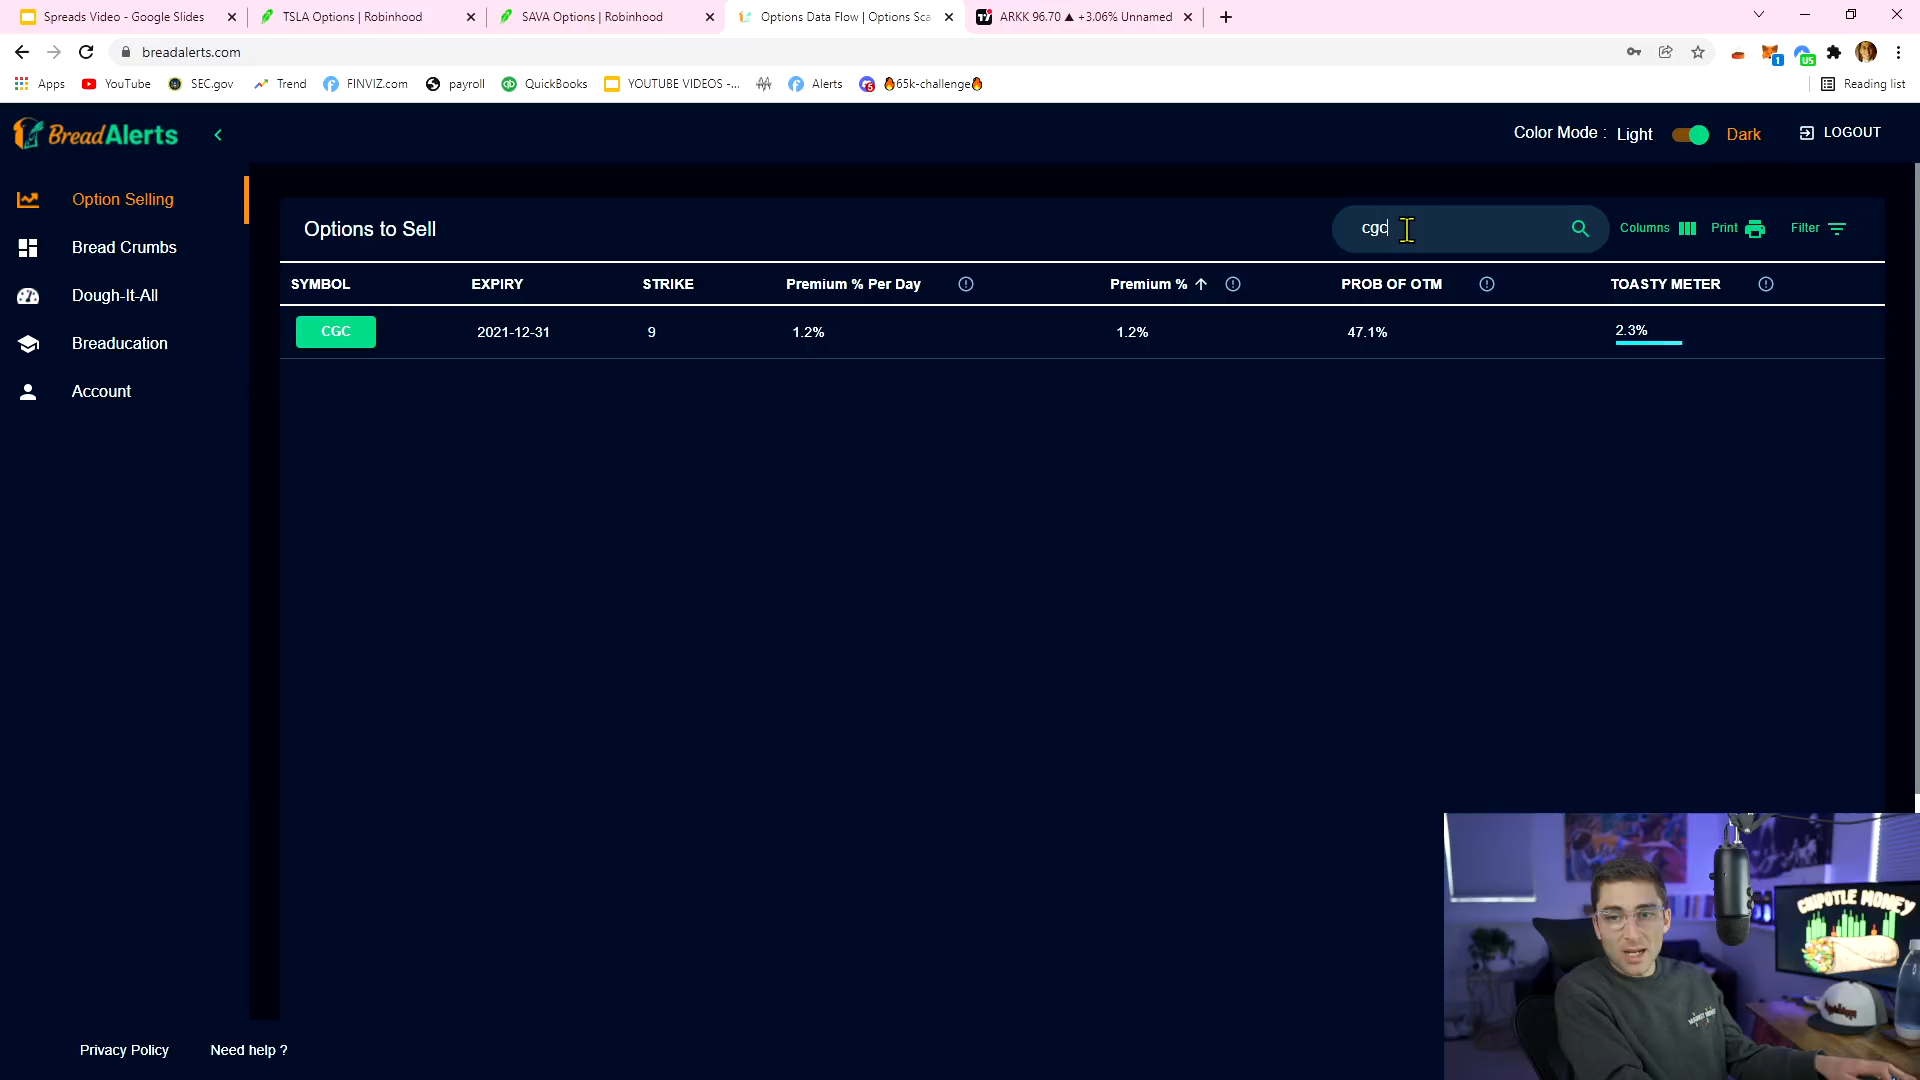 Spreads Video - Google Slides
TSLA Options | Robinhood
SAVA Options | Robinhood
Options Data Flow | Options Sca
ARKK 96.70 ▲ +3.06% Unnamed
breadalerts.com
1
US
Apps
YouTube
SEC.gov
Trend
FINVIZ.com
payroll
QuickBooks
YOUTUBE VIDEOS -...
Alerts
🔥65k-challenge🔥
Reading list
BreadAlerts
Color Mode :
Light
Dark
LOGOUT
Option Selling
Bread Crumbs
Dough-It-All
Breaducation
Account
Options to Sell
cgc
Columns
Print
Filter
SYMBOL EXPIRY STRIKE Premium % Per Day Premium % PROB OF OTM TOASTY METER
CGC 2021-12-31 9 1.2% 1.2% 47.1% 2.3%
CHIPOTLE MONEY
Privacy Policy
Need help ?